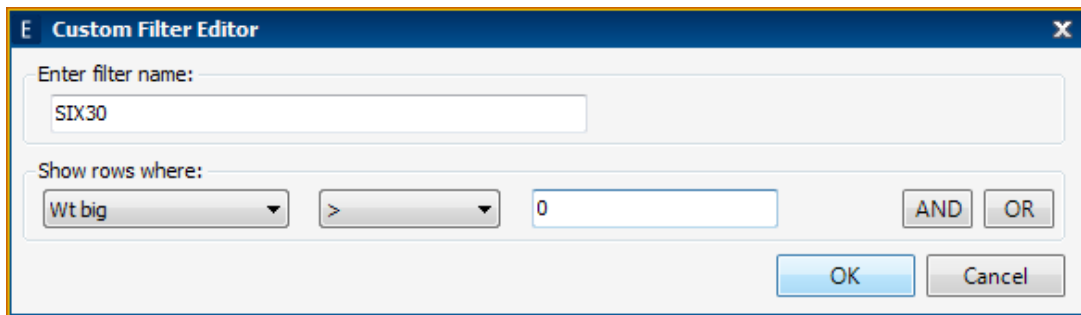 E Custom Filter Editor X
Enter filter name:
SIX30
Show rows where:
Wt big > 0 AND OR
OK Cancel